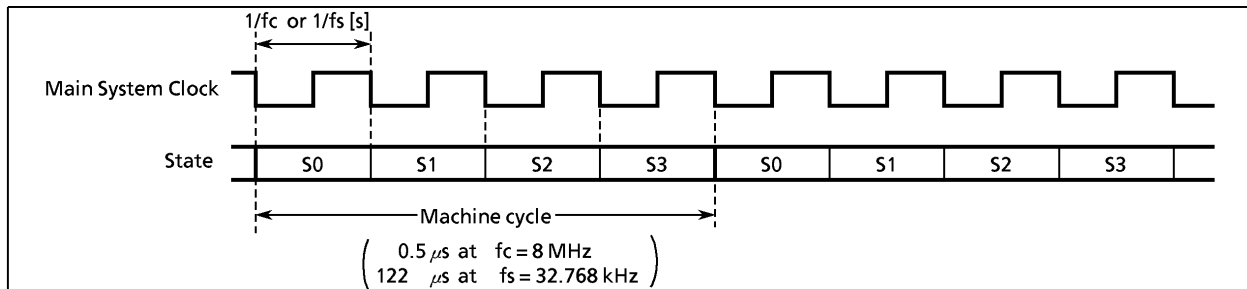 1/fc or 1/fs [s]
Main System Clock
State S0 S1 S2 S3 S0 S1 S2 S3
Machine cycle
0.5 μs at fc = 8 MHz
122 μs at fs = 32.768 kHz